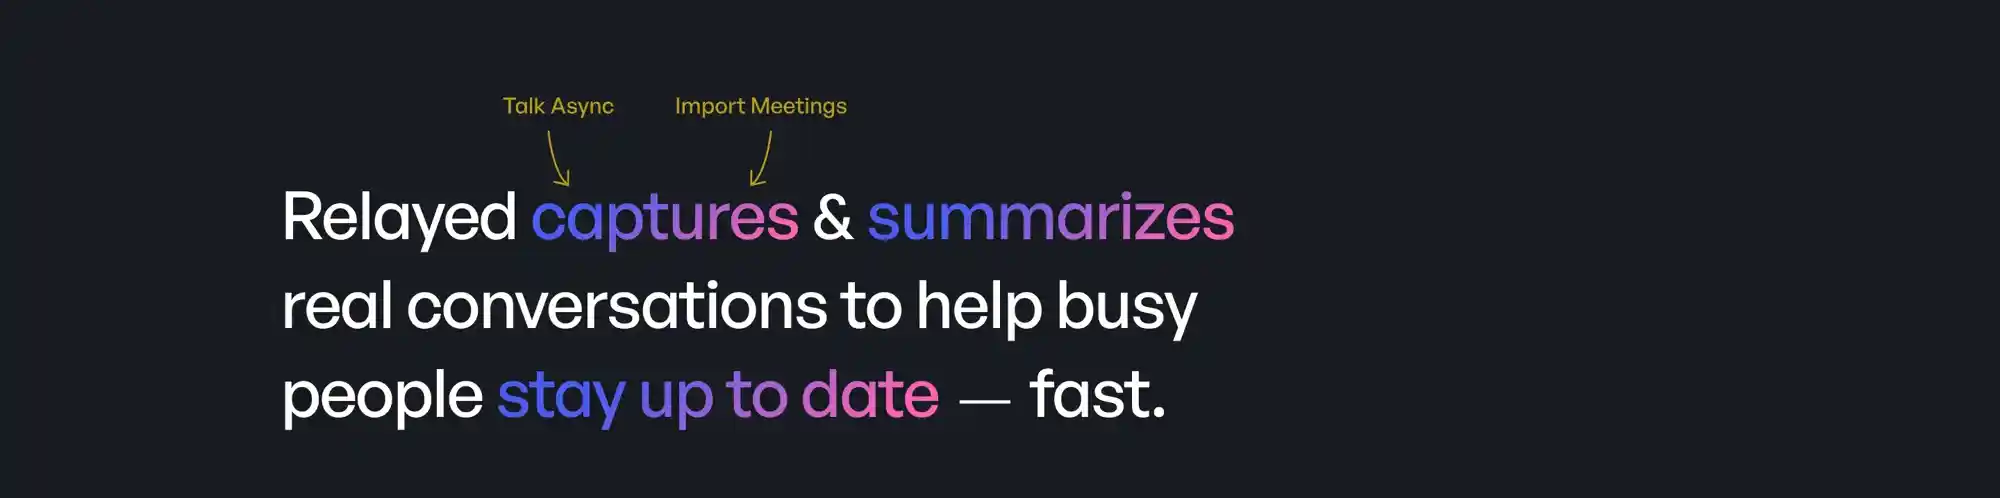 Talk Async Import Meetings
Relayed captures & summarizes
real conversations to help busy
people stay up to date — fast.